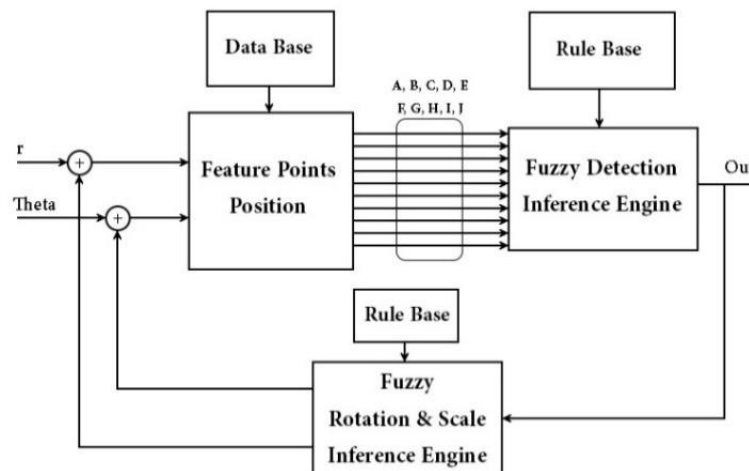 Data Base
Rule Base
A, B, C, D, E
F, G, H, I, J
r
+
Feature Points
Position
Fuzzy Detection
Inference Engine
Ou
Theta
+
Rule Base
Fuzzy
Rotation & Scale
Inference Engine